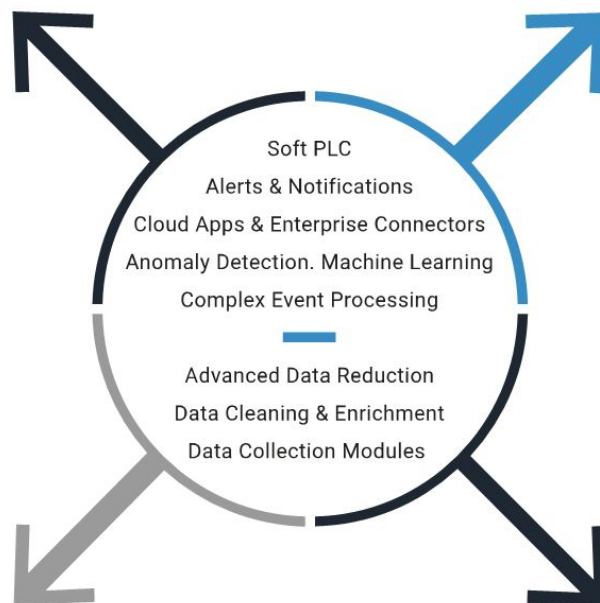 Soft PLC
Alerts & Notifications
Cloud Apps & Enterprise Connectors
Anomaly Detection. Machine Learning
Complex Event Processing
Advanced Data Reduction
Data Cleaning & Enrichment
Data Collection Modules